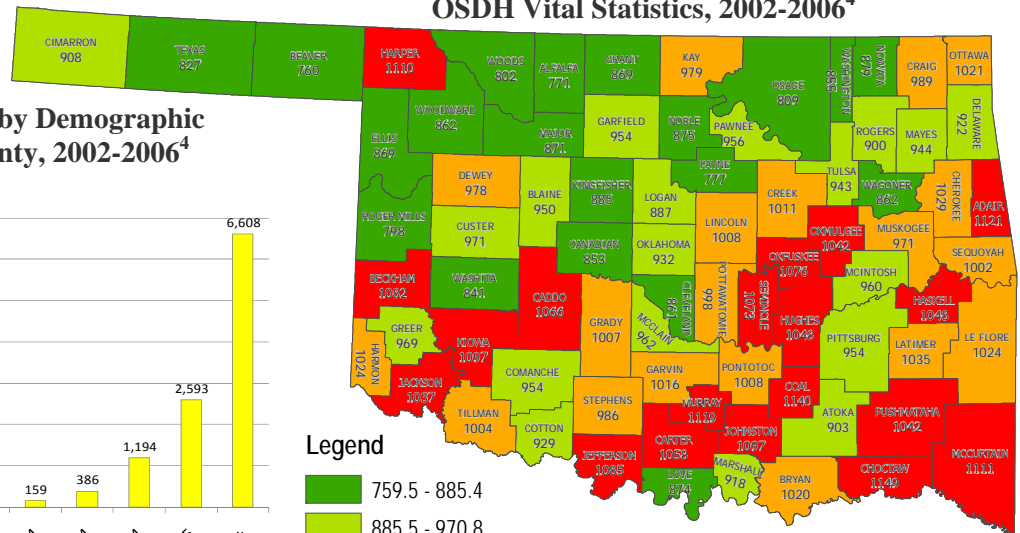 OSDH Vital Statistics, 2002-2006⁴
by Demographic
nty, 2002-2006⁴
CIMARRON
908
TEXAS
827
BEAVER
760
HARPER
1110
WOODS
802
ALFALFA
771
GRANT
869
KAY
979
OSAGE
809
WASHINGTON
855
NOWATA
879
CRAIG
989
OTTAWA
1021
DELAWARE
922
ELLIS
869
WOODWARD
862
MAJOR
871
GARFIELD
954
NOBLE
875
PAWNEE
956
ROGERS
900
MAYES
944
PAYNE
777
TULSA
943
WAGONER
862
CHEROKEE
1029
ADAIR
1121
DEWEY
978
BLAINE
950
KINGFISHER
885
LOGAN
887
CREEK
1011
LINCOLN
1008
ROGER MILLS
798
CUSTER
971
CANADIAN
853
OKLAHOMA
932
OKMULGEE
1042
MUSKOGEE
971
SEQUOYAH
1002
OKFUSKEE
1076
MCINTOSH
960
BECKHAM
1062
WASHITA
841
CADDO
1066
CLEVELAND
861
POTTAWATOMIE
998
SEMINOLE
1073
HUGHES
1046
HASKELL
1048
GREER
969
KIOWA
1097
GRADY
1007
MCCLAIN
962
PITTSBURG
954
LATIMER
1035
LE FLORE
1024
HARMON
1024
JACKSON
1037
COMANCHE
954
GARVIN
1016
PONTOTOC
1008
COAL
1140
STEPHENS
986
MURRAY
1119
TILLMAN
1004
COTTON
929
CARTER
1058
JOHNSTON
1097
ATOKA
903
PUSHMATAHA
1042
MCCURTAIN
1111
JEFFERSON
1085
LOVE
874
MARSHALL
918
BRYAN
1020
CHOCTAW
1149
6,608
2,593
1,194
386
159
Legend
759.5 - 885.4
885.5 - 970.8